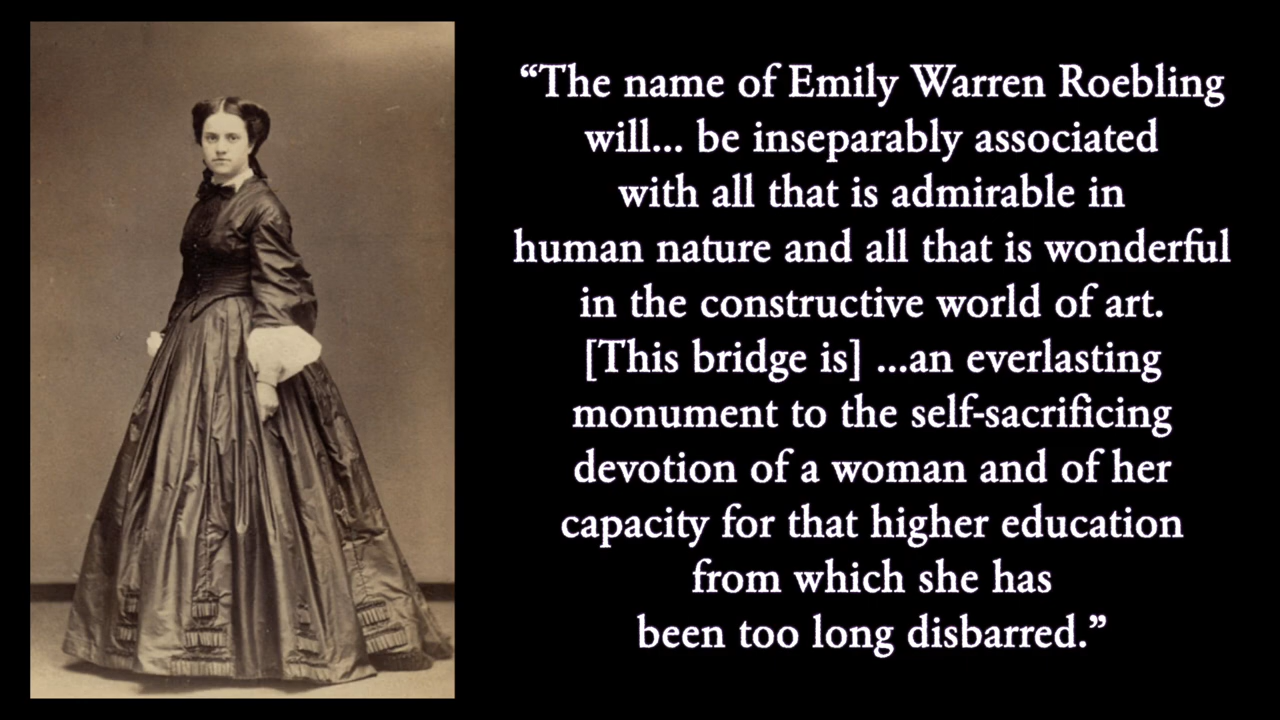 “The name of Emily Warren Roebling
will... be inseparably associated
with all that is admirable in
human nature and all that is wonderful
in the constructive world of art.
[This bridge is] ...an everlasting
monument to the self-sacrificing
devotion of a woman and of her
capacity for that higher education
from which she has
been too long disbarred.”